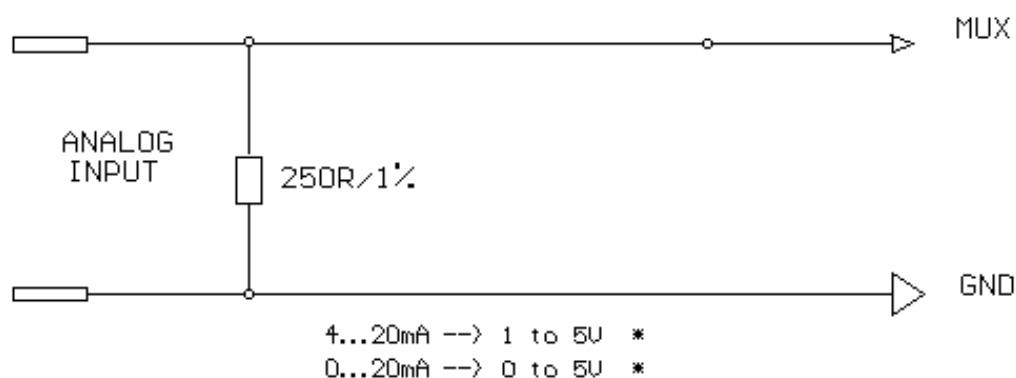 MUX
ANALOG
INPUT
250R/1%
GND
4...20mA --> 1 to 5V *
0...20mA --> 0 to 5V *